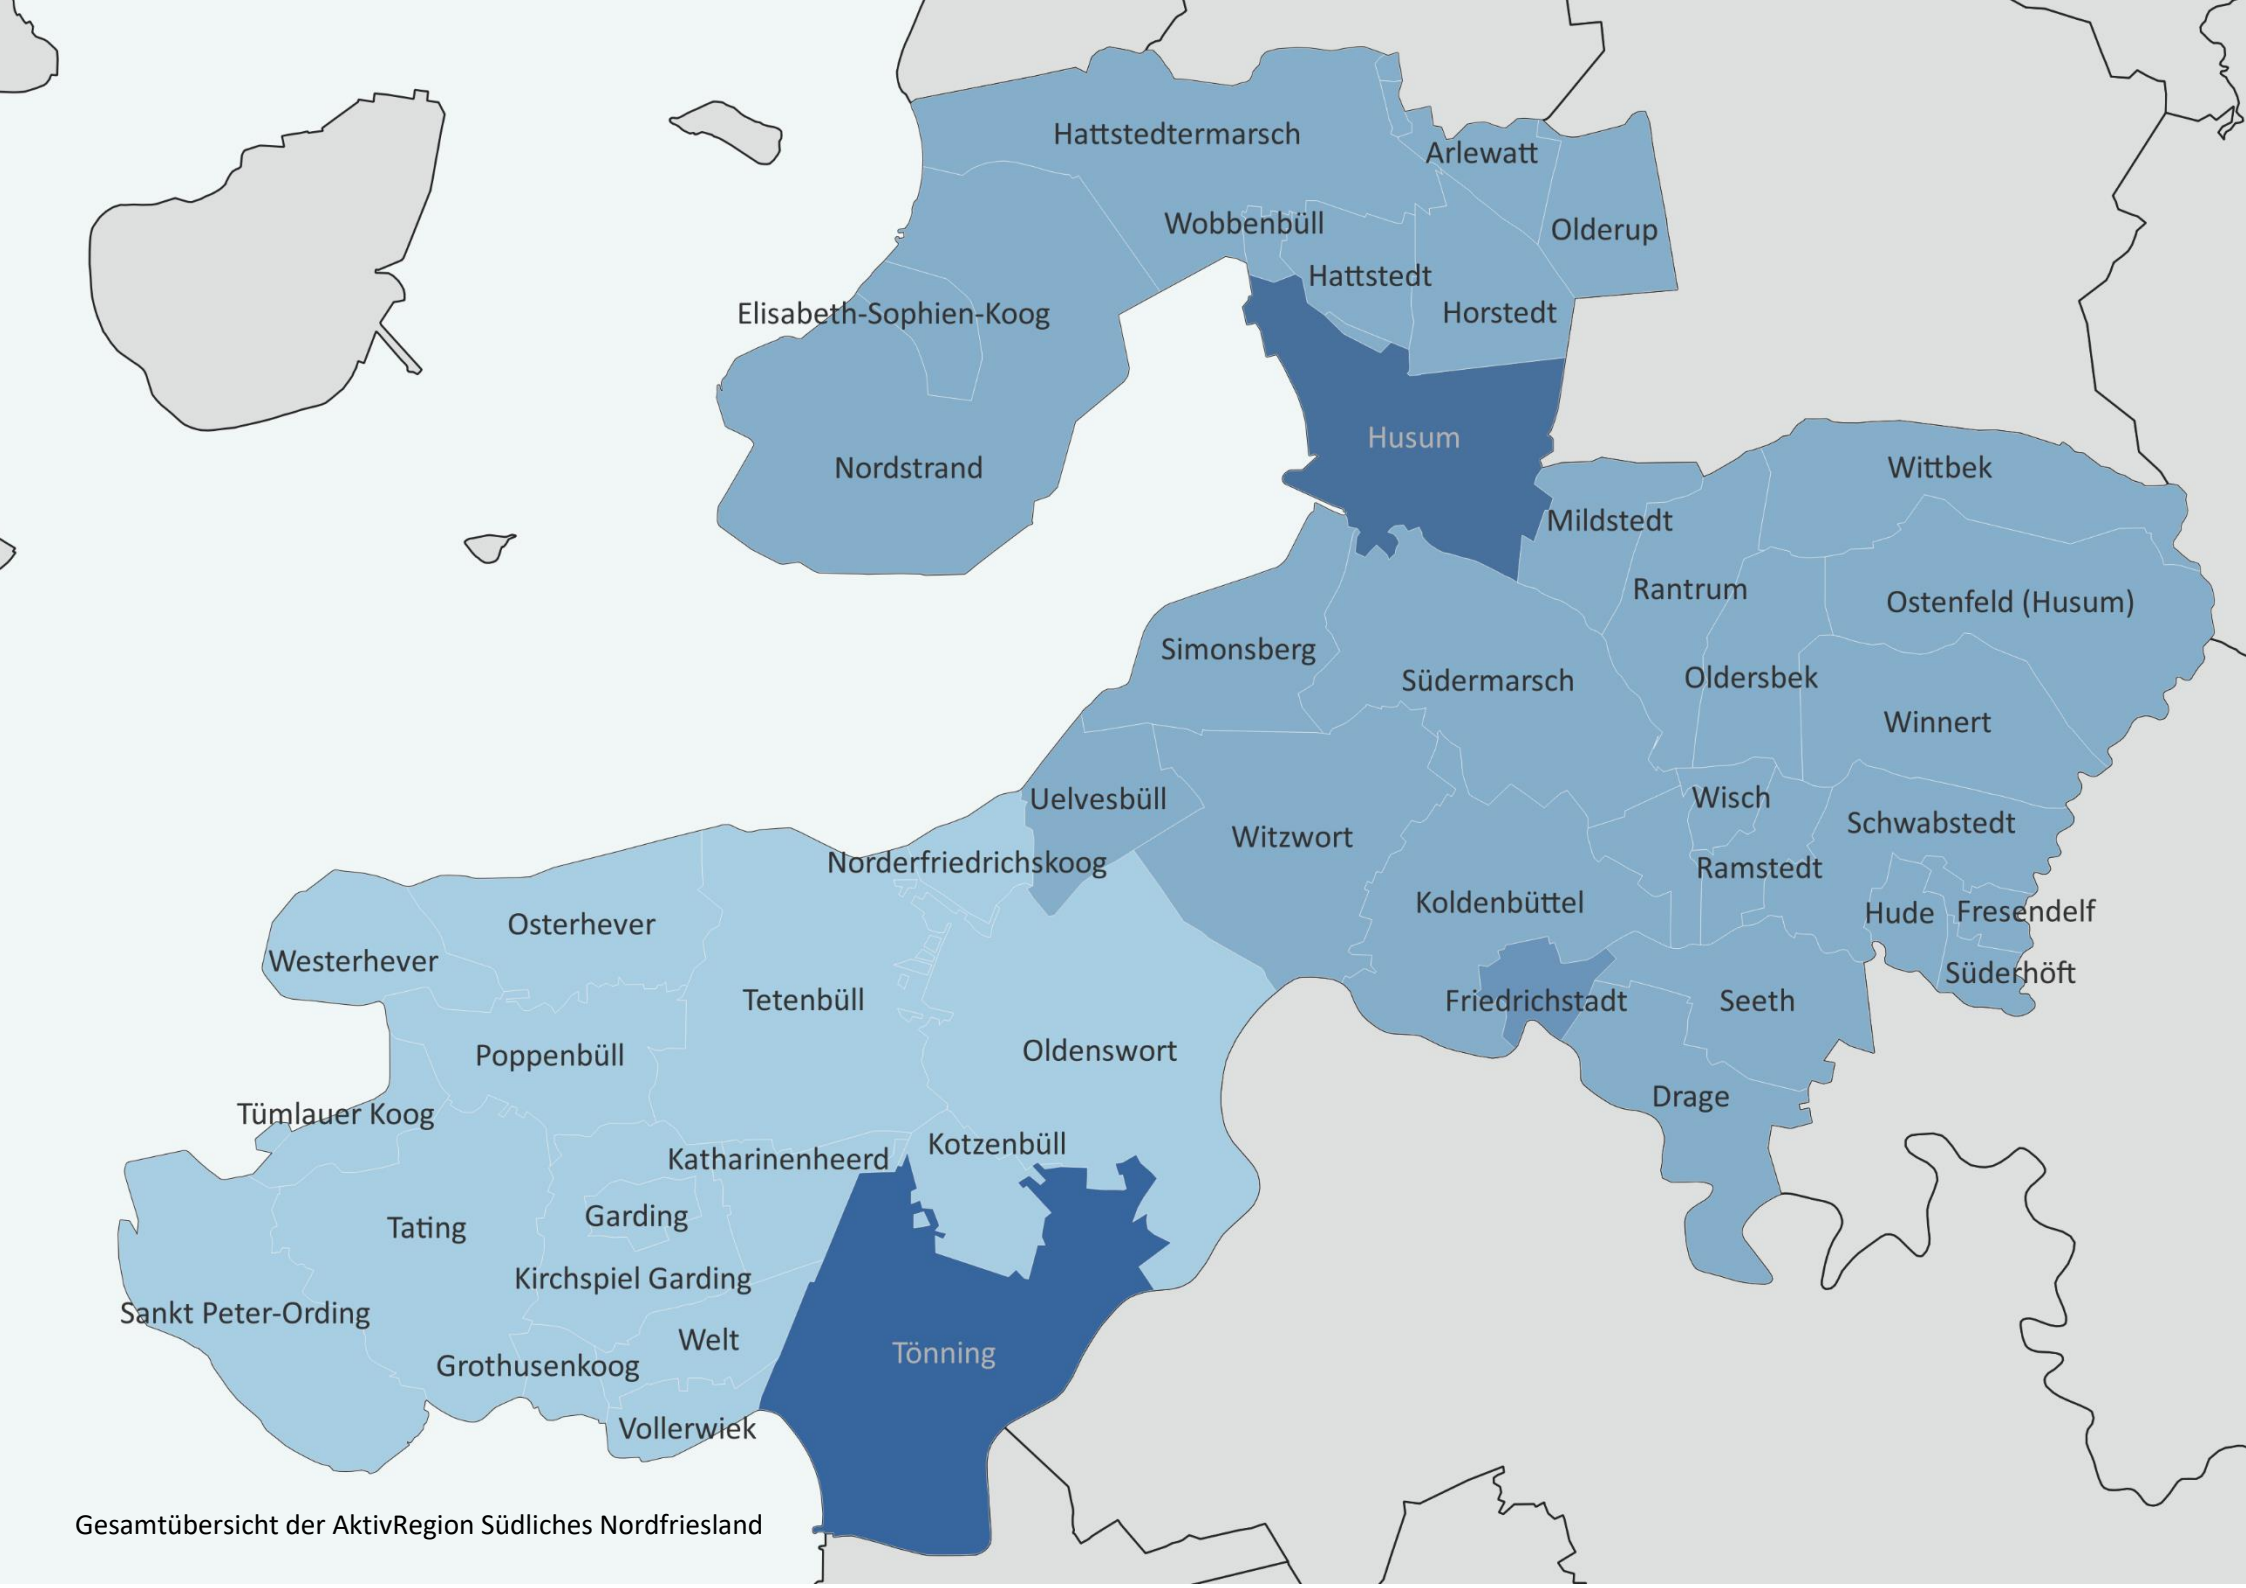 Hattstedtermarsch
Arlewatt
Wobbenbüll
Olderup
Hattstedt
Elisabeth-Sophien-Koog
Horstedt
Husum
Nordstrand
Wittbek
Mildstedt
Rantrum
Ostenfeld (Husum)
Simonsberg
Südermarsch
Oldersbek
Winnert
Uelvesbüll
Wisch
Witzwort
Schwabstedt
Norderfriedrichskoog
Ramstedt
Koldenbüttel
Hude
Fresendelf
Osterhever
Westerhever
Süderhöft
Tetenbüll
Friedrichstadt
Seeth
Oldenswort
Poppenbüll
Drage
Tümlauer Koog
Kotzenbüll
Katharinenheerd
Garding
Tating
Kirchspiel Garding
Sankt Peter-Ording
Welt
Tönning
Grothusenkoog
Vollerwiek
Gesamtübersicht der AktivRegion Südliches Nordfriesland